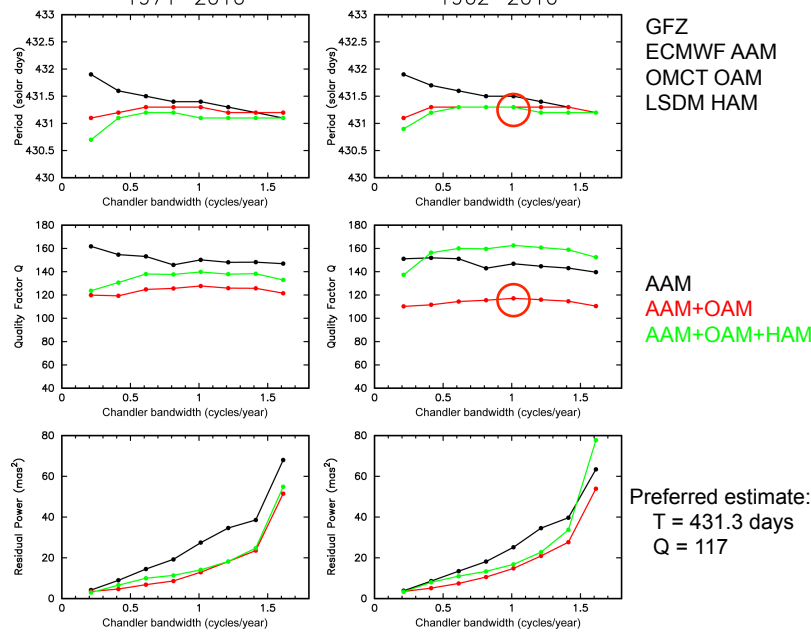 433
432.5
432
431.5
431
430.5
430
Period (solar days)
0
0.5
1
1.5
Chandler bandwidth (cycles/year)
433
432.5
432
431.5
431
430.5
430
Period (solar days)
0
0.5
1
1.5
Chandler bandwidth (cycles/year)
GFZ
ECMWF AAM
OMCT OAM
LSDM HAM
180
160
140
120
100
80
60
40
Quality Factor Q
0
0.5
1
1.5
Chandler bandwidth (cycles/year)
180
160
140
120
100
80
60
40
Quality Factor Q
0
0.5
1
1.5
Chandler bandwidth (cycles/year)
AAM
AAM+OAM
AAM+OAM+HAM
80
60
40
20
0
Residual Power (mas²)
0
0.5
1
1.5
Chandler bandwidth (cycles/year)
80
60
40
20
0
Residual Power (mas²)
0
0.5
1
1.5
Chandler bandwidth (cycles/year)
Preferred estimate:
T = 431.3 days
Q = 117